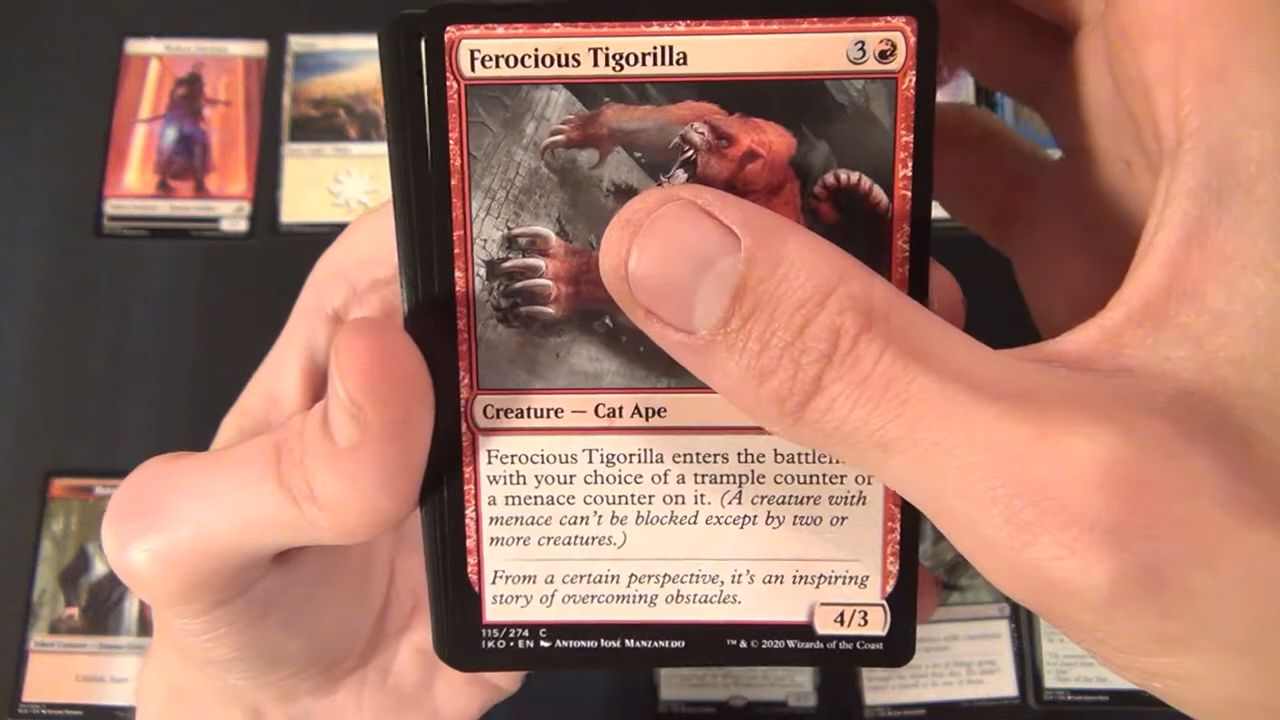 Ferocious Tigorilla
3
Creature — Cat Ape
Ferocious Tigorilla enters the
with your choice of a trample counter or
a menace counter on it. (A creature with
menace can't be blocked except by two or
more creatures.)
From a certain perspective, it's an inspiring
story of overcoming obstacles.
4/3
115/274 C
IKO • EN Antonio José Manzanedo
™ & © 2020 Wizards of the Coast